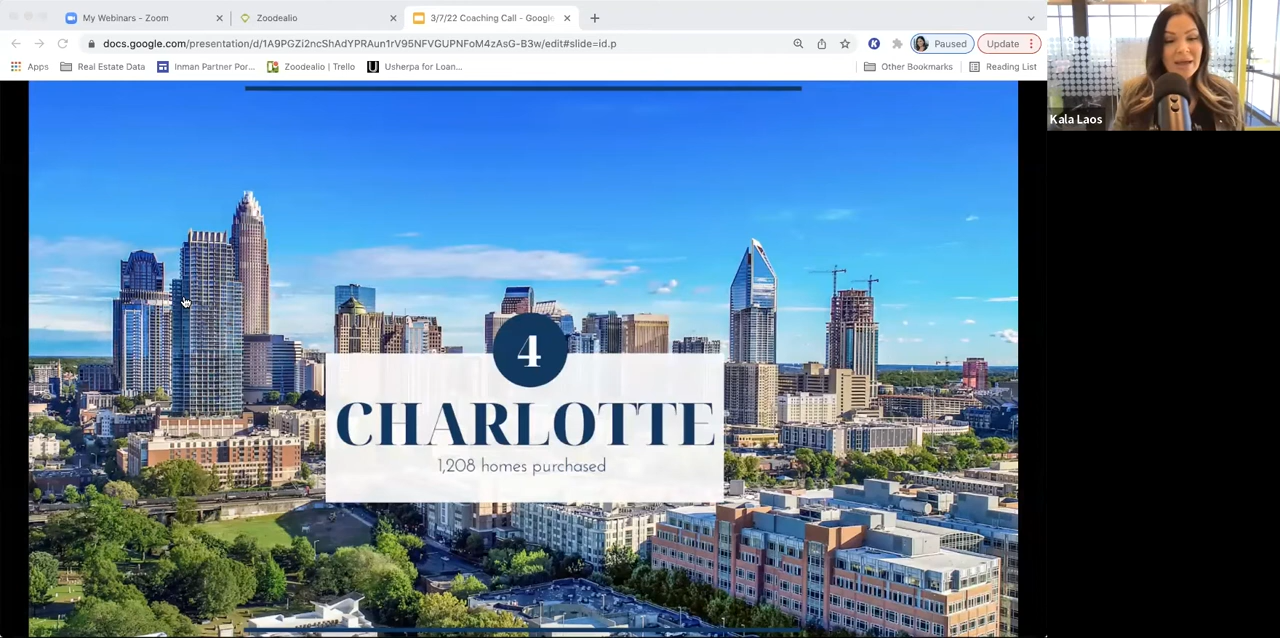 My Webinars - Zoom
Zoodealio
3/7/22 Coaching Call - Google
docs.google.com/presentation/d/1A9PGZi2ncShAdYPRAumrV95NFVGUPNFoM4zAsG-B3w/edit#slide=id.p
Paused
Update
Apps
Real Estate Data
Inman Partner Por...
Zoodealio | Trello
Usherpa for Loan...
Other Bookmarks
Reading List
Kala Laos
4
CHARLOTTE
1,208 homes purchased